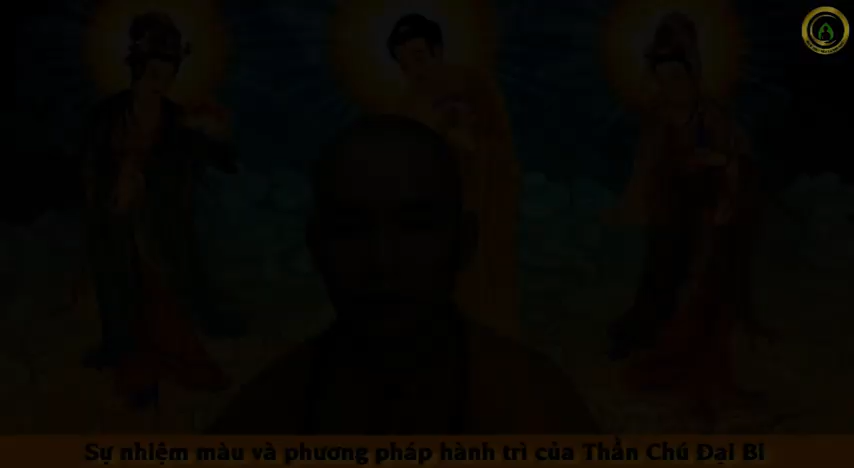 Sự nhiệm màu và phương pháp hành trì của Thần Chú Đại Bi